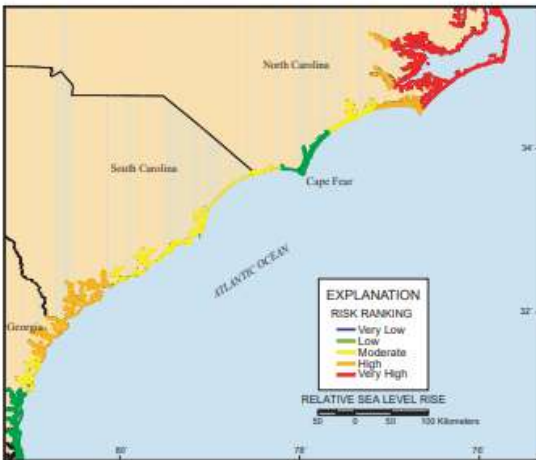 North Carolina
34°
South Carolina
Cape Fear
ATLANTIC OCEAN
EXPLANATION
RISK RANKING
Very Low
Low
Moderate
High
Very High
32°
Georgia
RELATIVE SEA LEVEL RISE
50 0 50 100 Kilometers
80°
78°
76°